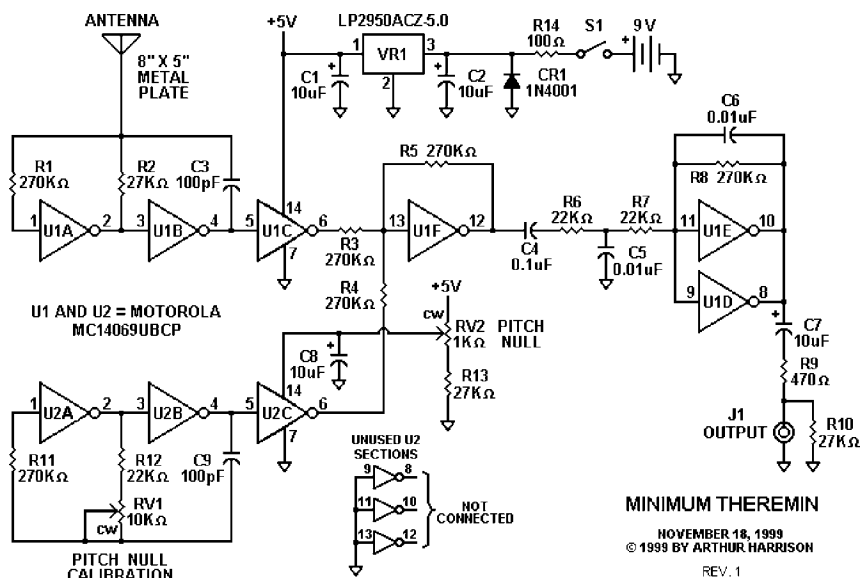 ANTENNA
8" X 5"
METAL
PLATE
+5V
LP2950ACZ-5.0
1
VR1
3
2
C1
10uF
+
C2
10uF
+
CR1
1N4001
R14
100Ω
S1
9V
+
R1
270KΩ
R2
27KΩ
C3
100pF
1
U1A
2
3
U1B
4
5
U1C
14
6
7
R3
270KΩ
R4
270KΩ
R5 270KΩ
13
U1F
12
C4
0.1uF
R6
22KΩ
C5
0.01uF
R7
22KΩ
C6
0.01uF
R8 270KΩ
11
U1E
10
9
U1D
8
+
C7
10uF
R9
470Ω
J1
OUTPUT
R10
27KΩ
U1 AND U2 = MOTOROLA
MC14069UBCP
+5V
CW
RV2 PITCH
1KΩ NULL
R13
27KΩ
+
C8
10uF
1
U2A
2
3
U2B
4
5
U2C
14
6
7
R11
270KΩ
R12
22KΩ
C9
100pF
RV1
10KΩ
CW
PITCH NULL
CALIBRATION
UNUSED U2
SECTIONS
9
8
11
10
13
12
NOT
CONNECTED
MINIMUM THEREMIN
NOVEMBER 18, 1999
© 1999 BY ARTHUR HARRISON
REV. 1